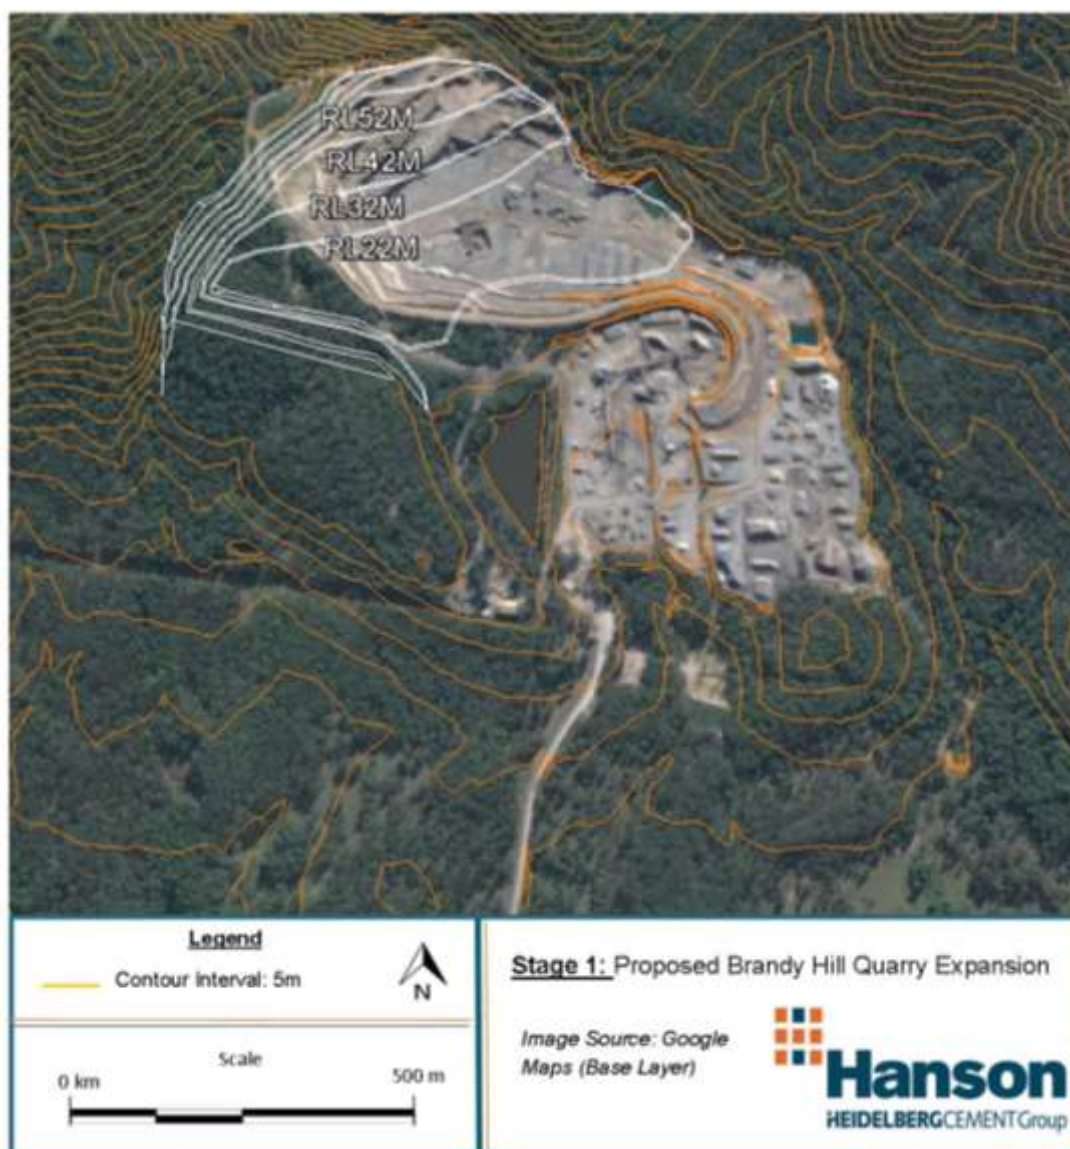 RL52M
RL42M
RL32M
RL22M
Legend
Contour Interval: 5m
N
Scale
0 km
500 m
Stage 1: Proposed Brandy Hill Quarry Expansion
Image Source: Google
Maps (Base Layer)
Hanson
HEIDELBERGCEMENTGroup